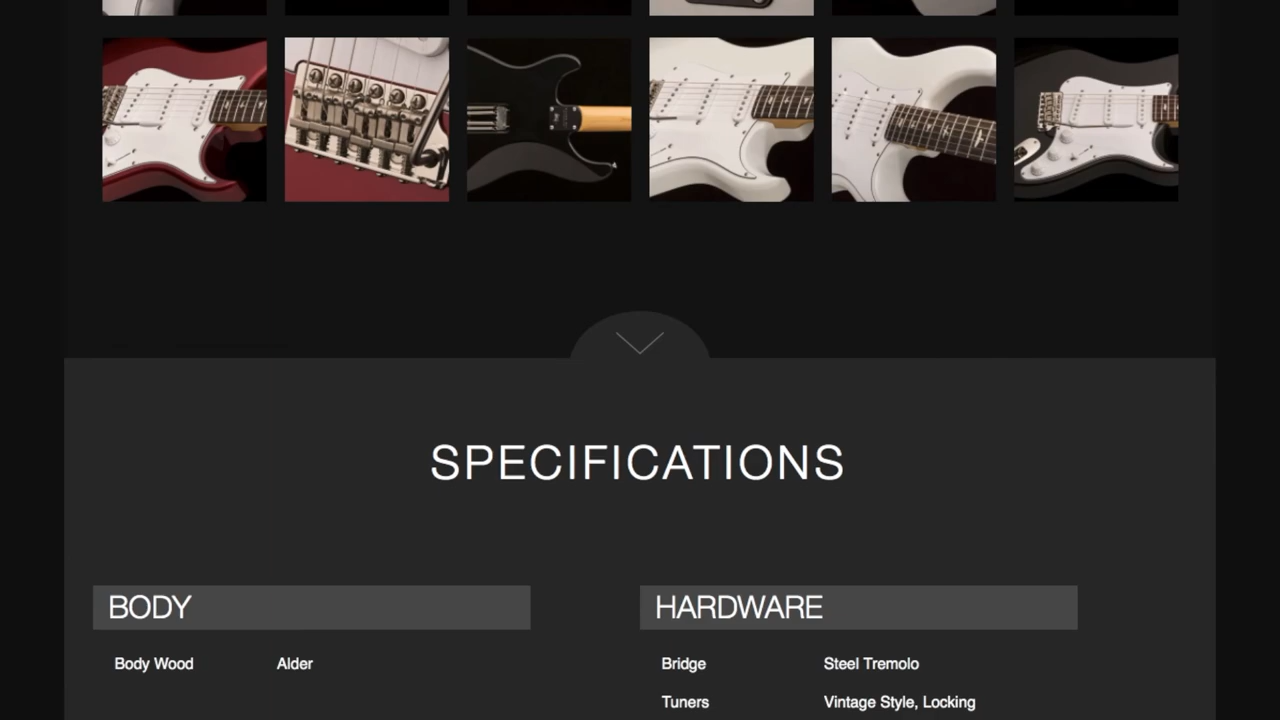 SPECIFICATIONS
BODY
Body Wood Alder
HARDWARE
Bridge Steel Tremolo
Tuners Vintage Style, Locking